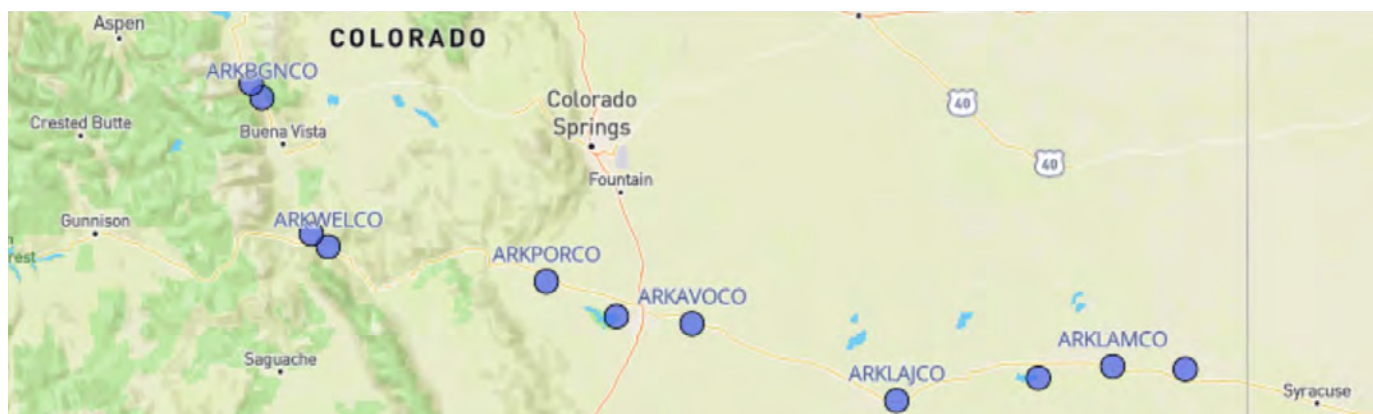 Aspen
COLORADO
ARKBGNCO
Colorado
Springs
40
Crested Butte
Buena Vista
40
Fountain
Gunnison
ARKWELCO
rest
ARKPORCO
ARKAVOCO
Saguache
ARKLAJCO
ARKLAMCO
Syracuse